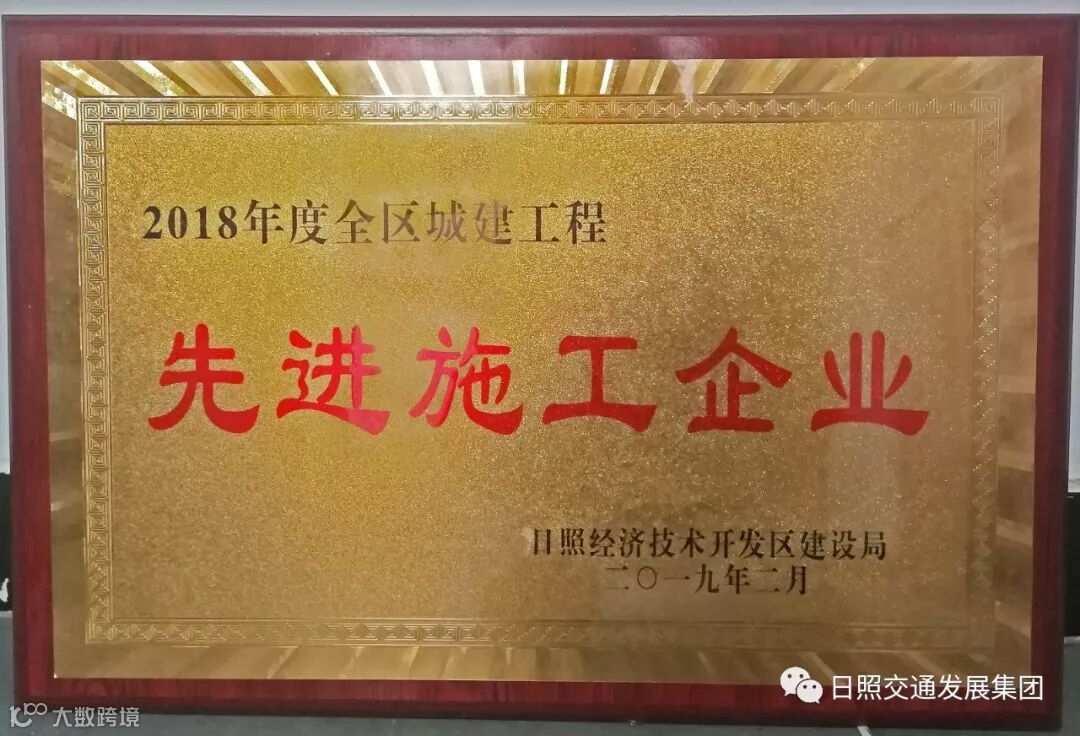 2018年度全区城建工程
先进施工企业
日照经济技术开发区建设局
二〇一九年二月
日照交通发展集团
大数跨境